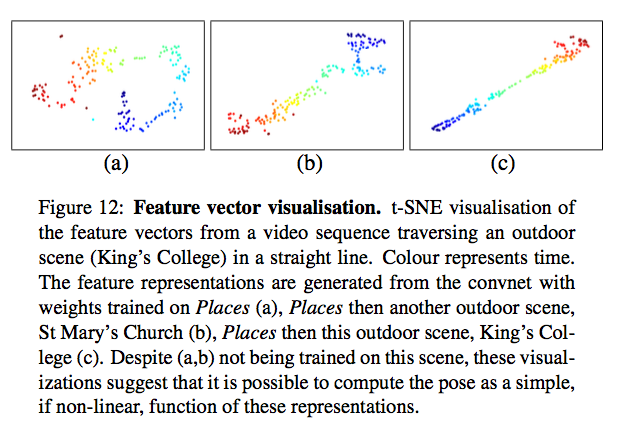 (a) (b) (c)
Figure 12: Feature vector visualisation. t-SNE visualisation of
the feature vectors from a video sequence traversing an outdoor
scene (King's College) in a straight line. Colour represents time.
The feature representations are generated from the convnet with
weights trained on Places (a), Places then another outdoor scene,
St Mary's Church (b), Places then this outdoor scene, King's Col-
lege (c). Despite (a,b) not being trained on this scene, these visual-
izations suggest that it is possible to compute the pose as a simple,
if non-linear, function of these representations.